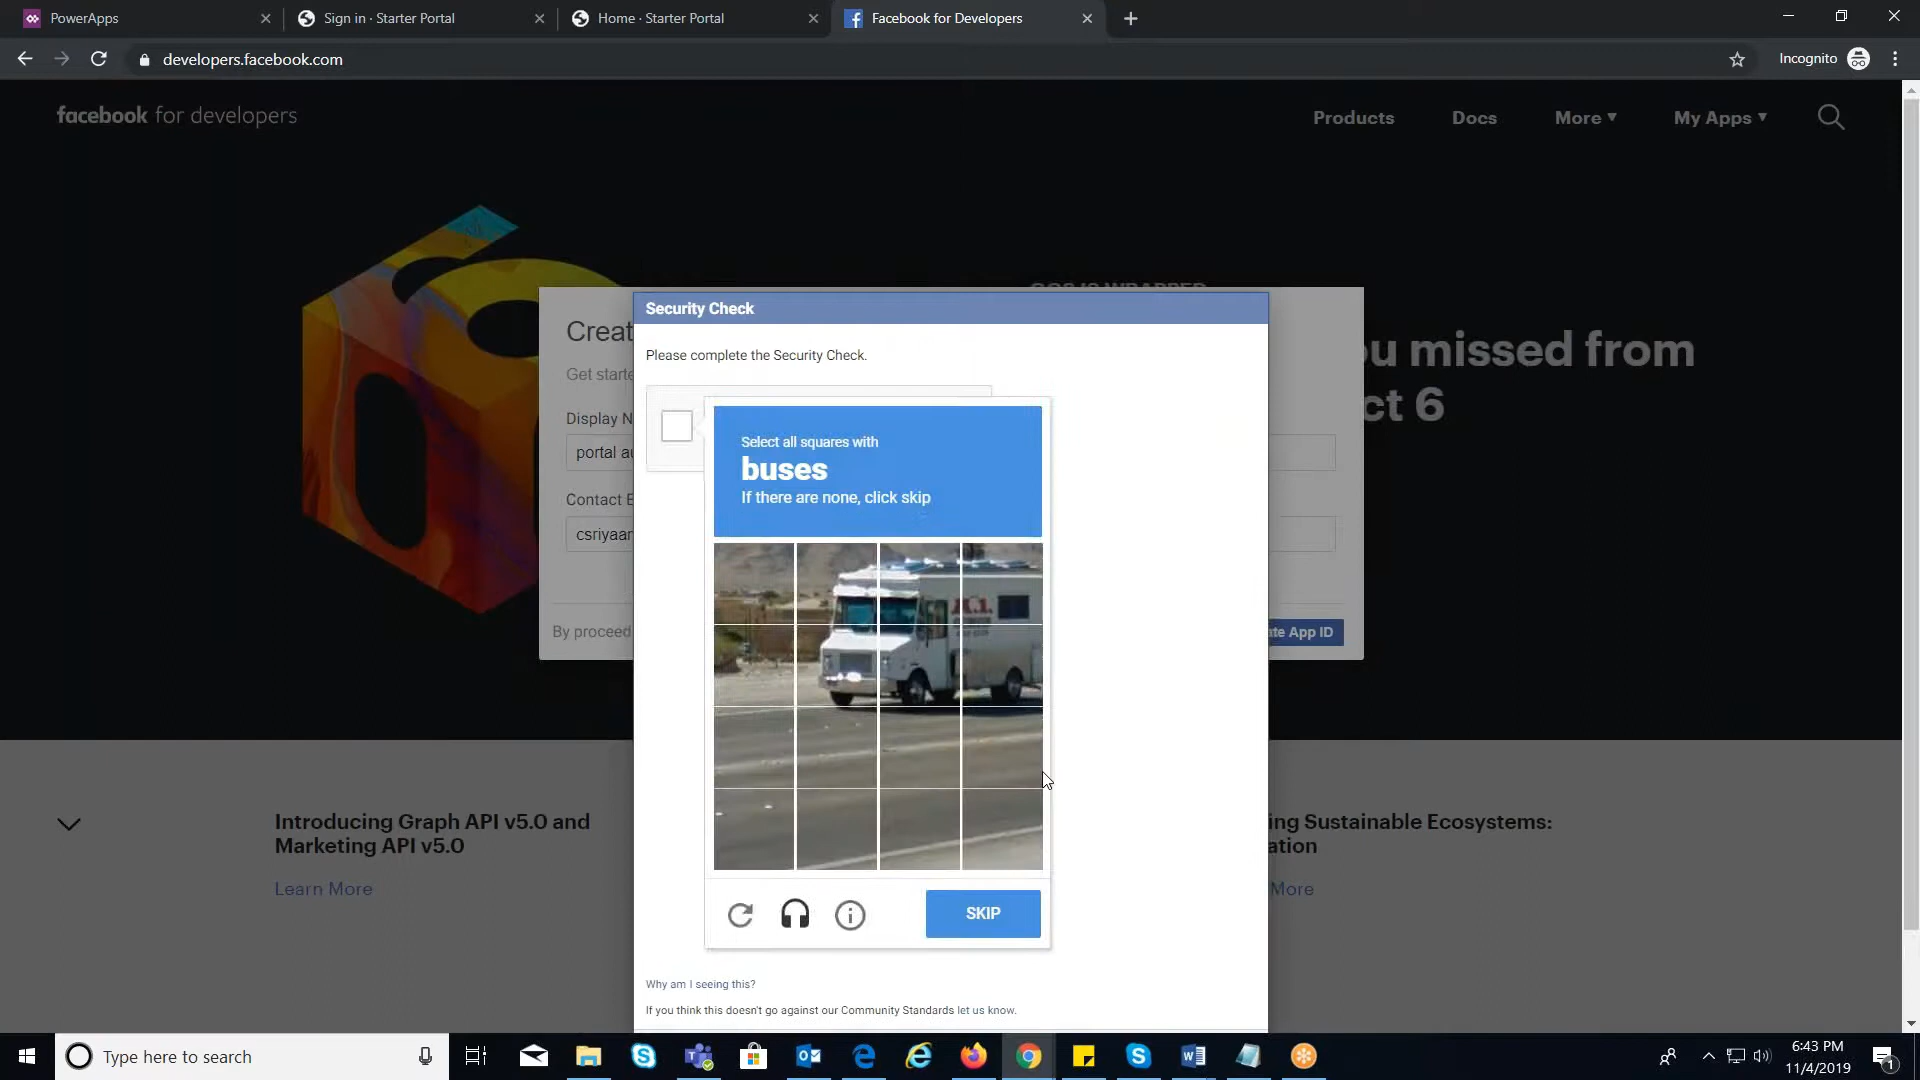 PowerApps
Sign in · Starter Portal
Home · Starter Portal
Facebook for Developers
developers.facebook.com
Incognito
facebook for developers
Products
Docs
More
My Apps
u missed from
ct 6
Creat
Get starte
Display N
portal au
Contact E
csriyaar
By proceed
te App ID
Security Check
Please complete the Security Check.
Select all squares with
buses
If there are none, click skip
SKIP
Why am I seeing this?
If you think this doesn't go against our Community Standards let us know.
Introducing Graph API v5.0 and
Marketing API v5.0
Learn More
ing Sustainable Ecosystems:
ation
More
Type here to search
6:43 PM
11/4/2019
1